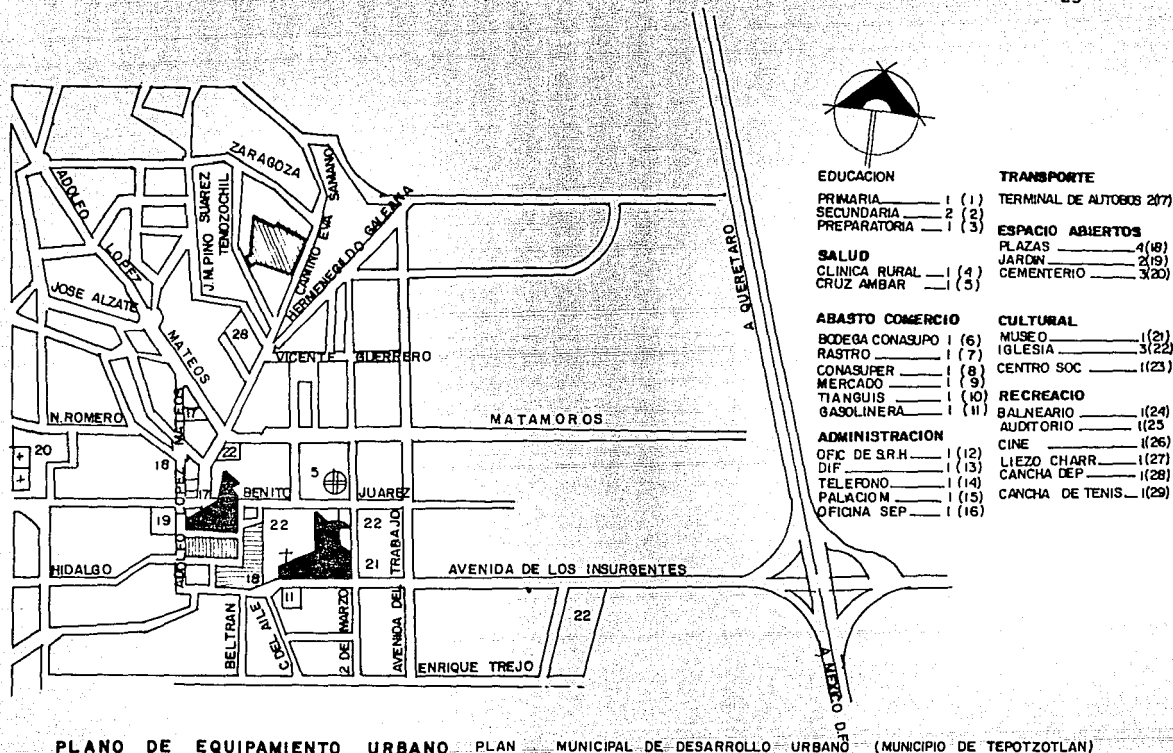 ZARAGOZA
ADOLFO
LOPEZ
MATEOS
J.M. PINO SUAREZ
TEMOZOCHIL
CAMINO EVA SAMANO
HERMENEGILDO GALEANA
JOSE ALZATE
28
VICENTE GUERRERO
A QUERETARO
N. ROMERO
MATEOS
17
MATAMOROS
20
18
22
5
LOPEZ
17
BENITO JUAREZ
19
22
22
HIDALGO
ADOLFO
18
21
AVENIDA DE LOS INSURGENTES
11
BELTRAN
C. DEL AILE
2 DE MARZO
AVENIDA DEL TRABAJO
22
ENRIQUE TREJO
A MEXICO D.F.
EDUCACION
PRIMARIA 1 (1)
SECUNDARIA 2 (2)
PREPARATORIA 1 (3)
SALUD
CLINICA RURAL 1 (4)
CRUZ AMBAR 1 (5)
ABASTO COMERCIO
BODEGA CONASUPO 1 (6)
RASTRO 1 (7)
CONASUPER 1 (8)
MERCADO 1 (9)
TIANGUIS 1 (10)
GASOLINERA 1 (11)
ADMINISTRACION
OFIC DE S.R.H 1 (12)
DIF 1 (13)
TELEFONO 1 (14)
PALACIO M 1 (15)
OFICINA SEP 1 (16)
TRANSPORTE
TERMINAL DE AUTOBUS 2(17)
ESPACIO ABIERTOS
PLAZAS 4(18)
JARDIN 2(19)
CEMENTERIO 3(20)
CULTURAL
MUSEO 1(21)
IGLESIA 3(22)
CENTRO SOC 1(23)
RECREACIO
BALNEARIO 1(24)
AUDITORIO 1(25
CINE 1(26)
LIEZO CHARR 1(27)
CANCHA DEP 1(28)
CANCHA DE TENIS 1(29)
PLANO DE EQUIPAMIENTO URBANO PLAN MUNICIPAL DE DESARROLLO URBANO (MUNICIPIO DE TEPOTZOTLAN)